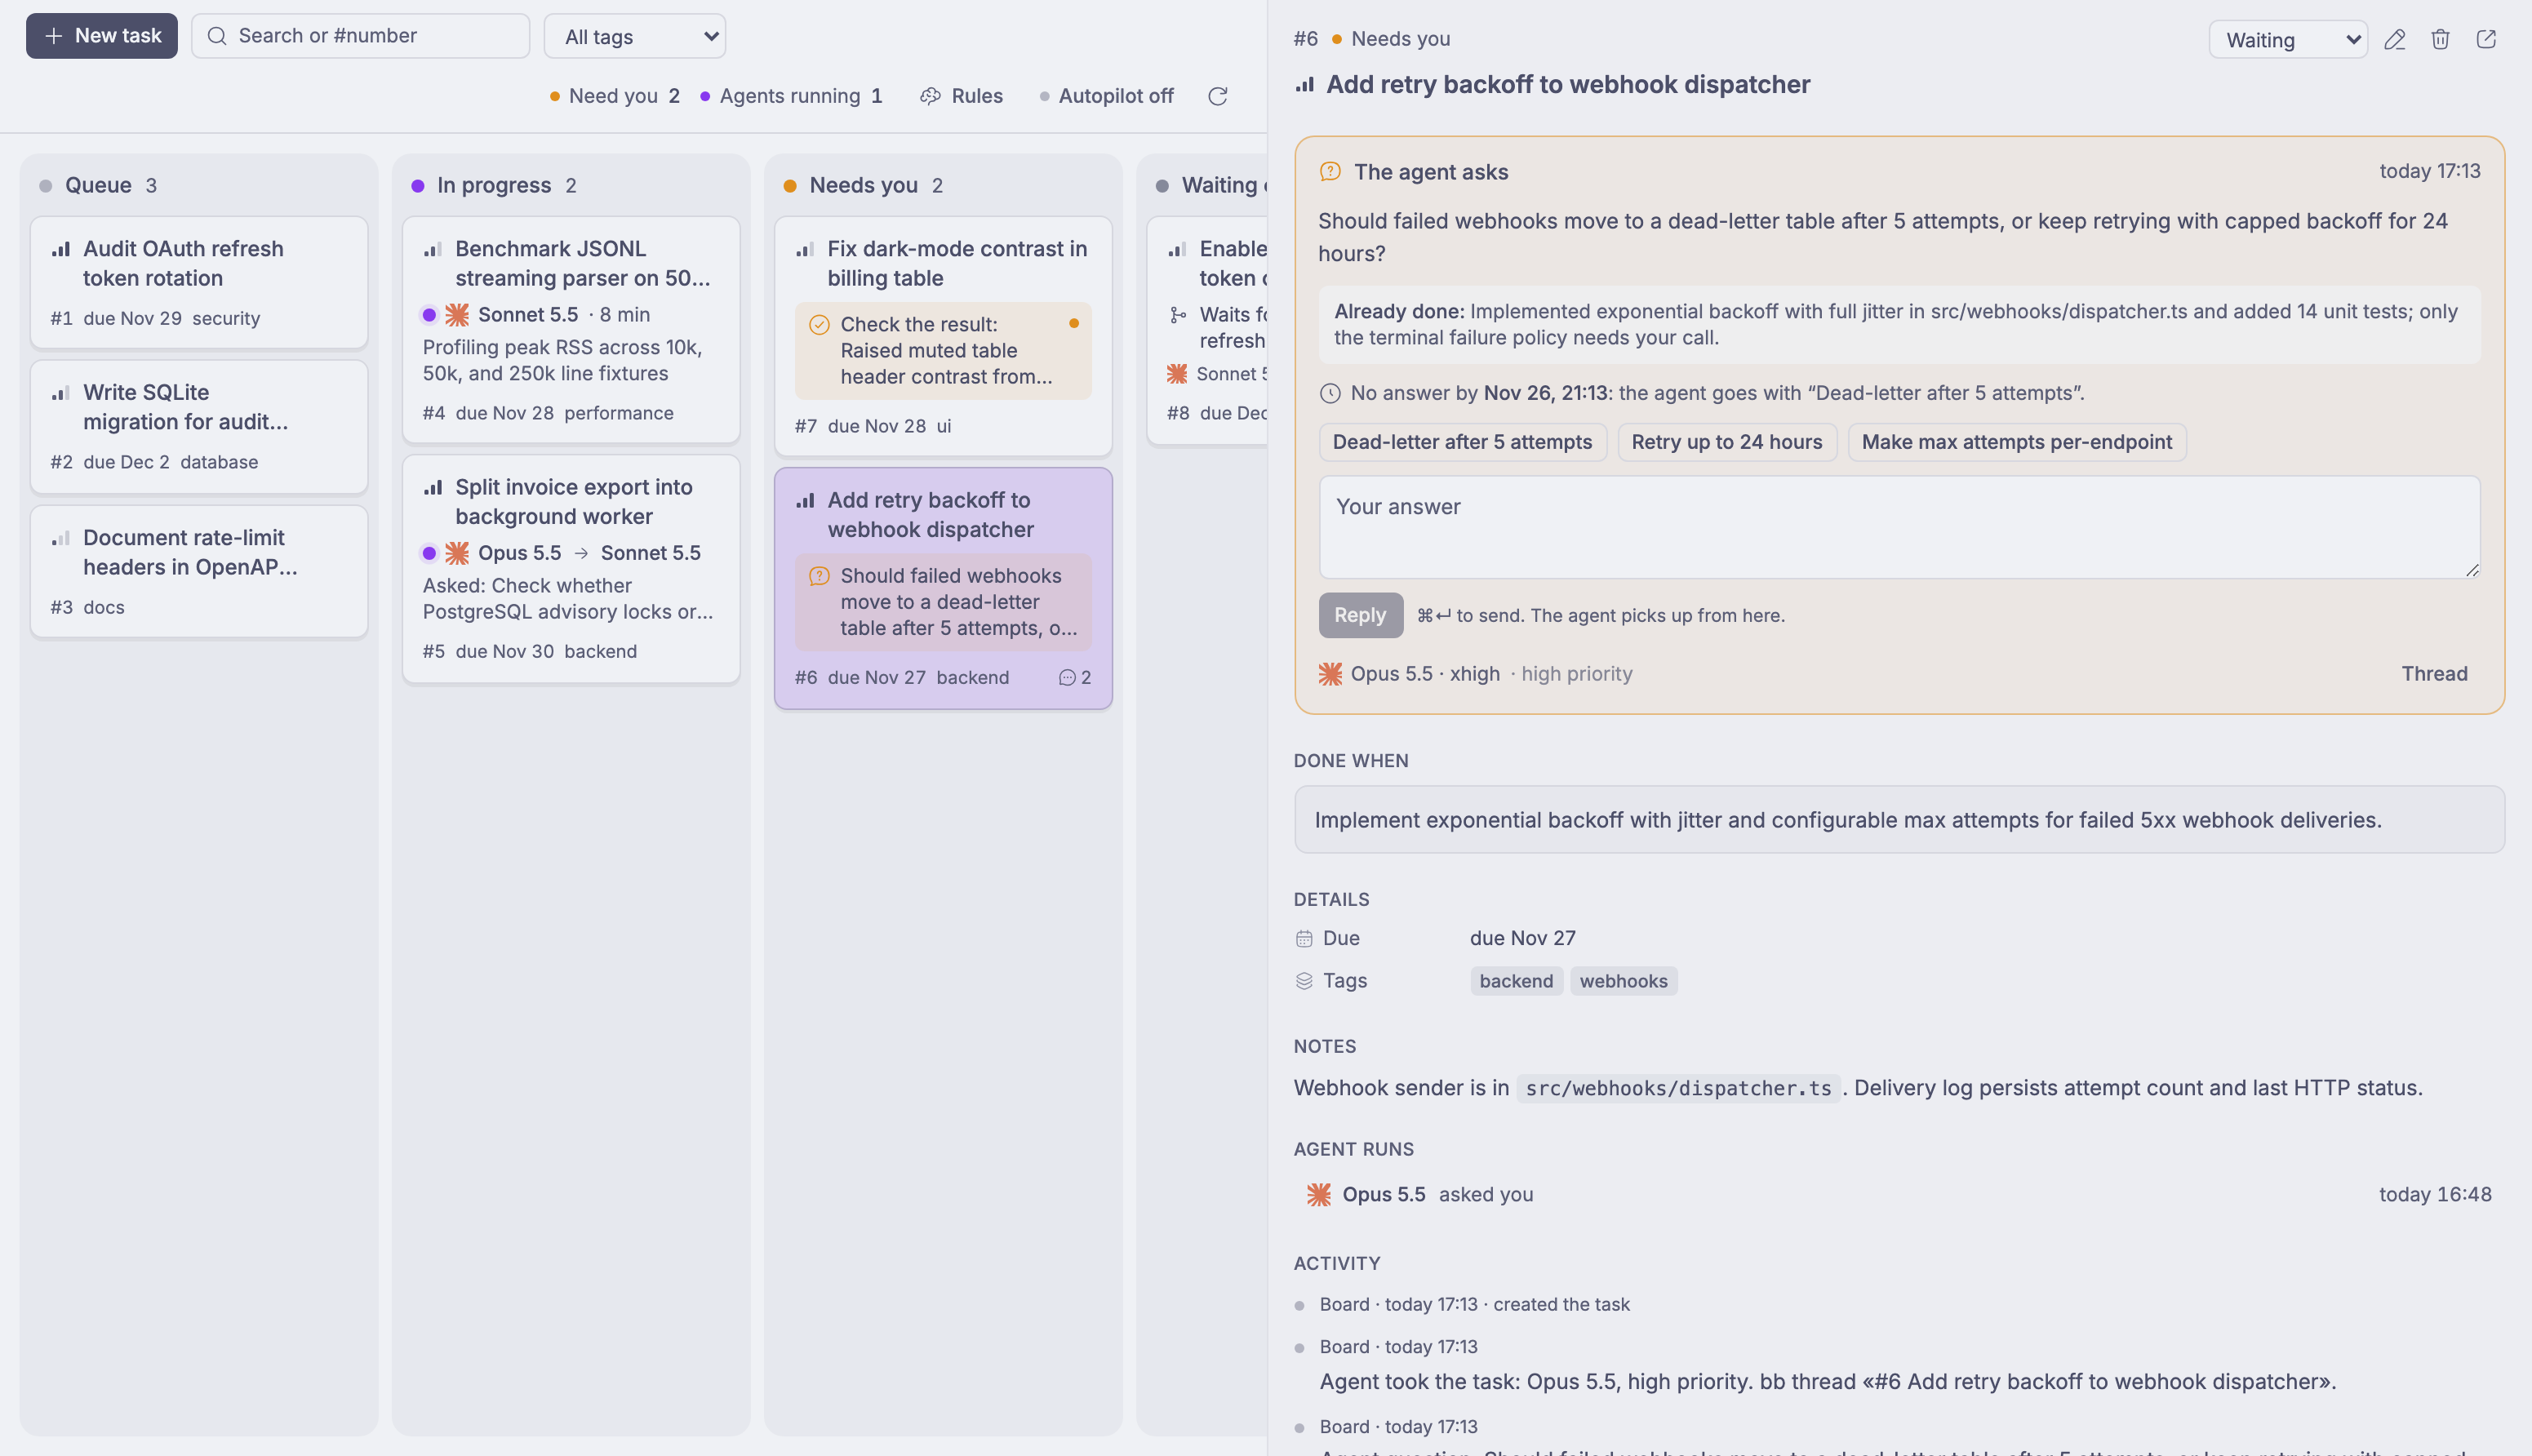 New task
Search or #number
All tags
Need you 2
Agents running 1
Rules
Autopilot off
Queue 3
Audit OAuth refresh
token rotation
#1 due Nov 29 security
Write SQLite
migration for audit...
#2 due Dec 2 database
Document rate-limit
headers in OpenAP...
#3 docs
In progress 2
Benchmark JSONL
streaming parser on 50...
Sonnet 5.5 · 8 min
Profiling peak RSS across 10k,
50k, and 250k line fixtures
#4 due Nov 28 performance
Split invoice export into
background worker
Opus 5.5 → Sonnet 5.5
Asked: Check whether
PostgreSQL advisory locks or...
#5 due Nov 30 backend
Needs you 2
Fix dark-mode contrast in
billing table
Check the result:
Raised muted table
header contrast from...
#7 due Nov 28 ui
Add retry backoff to
webhook dispatcher
Should failed webhooks
move to a dead-letter
table after 5 attempts, o...
#6 due Nov 27 backend 2
Waiting
Enable
token
Waits
refresh
Sonnet
#8 due Dec
#6 Needs you
Waiting
Add retry backoff to webhook dispatcher
The agent asks
today 17:13
Should failed webhooks move to a dead-letter table after 5 attempts, or keep retrying with capped backoff for 24
hours?
Already done: Implemented exponential backoff with full jitter in src/webhooks/dispatcher.ts and added 14 unit tests; only
the terminal failure policy needs your call.
No answer by Nov 26, 21:13: the agent goes with “Dead-letter after 5 attempts”.
Dead-letter after 5 attempts
Retry up to 24 hours
Make max attempts per-endpoint
Your answer
Reply
⌘↵ to send. The agent picks up from here.
Opus 5.5 · xhigh · high priority
Thread
DONE WHEN
Implement exponential backoff with jitter and configurable max attempts for failed 5xx webhook deliveries.
DETAILS
Due due Nov 27
Tags backend webhooks
NOTES
Webhook sender is in src/webhooks/dispatcher.ts. Delivery log persists attempt count and last HTTP status.
AGENT RUNS
Opus 5.5 asked you
today 16:48
ACTIVITY
Board · today 17:13 · created the task
Board · today 17:13
Agent took the task: Opus 5.5, high priority. bb thread «#6 Add retry backoff to webhook dispatcher».
Board · today 17:13